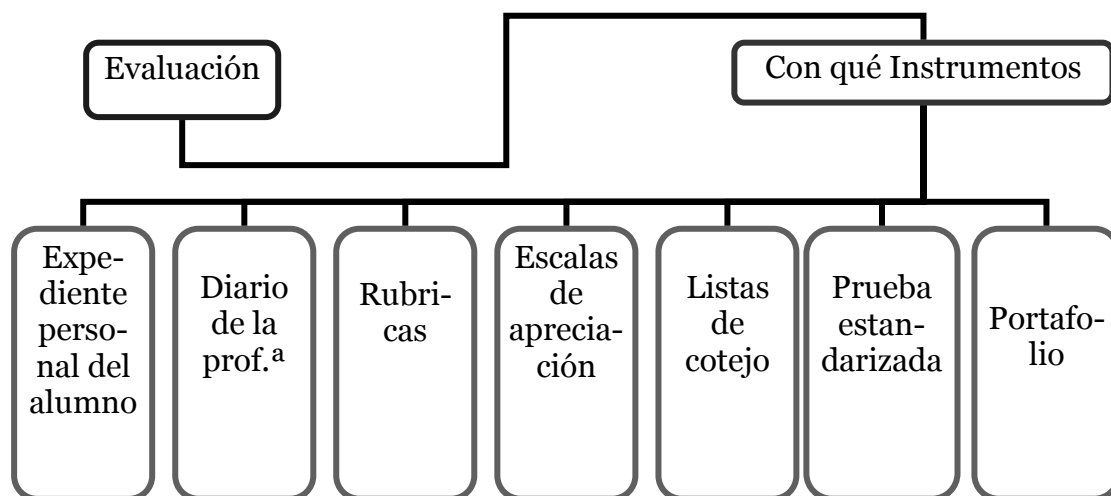 Evaluación
Con qué Instrumentos
Expe-
diente
perso-
nal del
alumno
Diario
de la
prof.ª
Rubri-
cas
Escalas
de
aprecia-
ción
Listas
de
cotejo
Prueba
estan-
darizada
Portafo-
lio